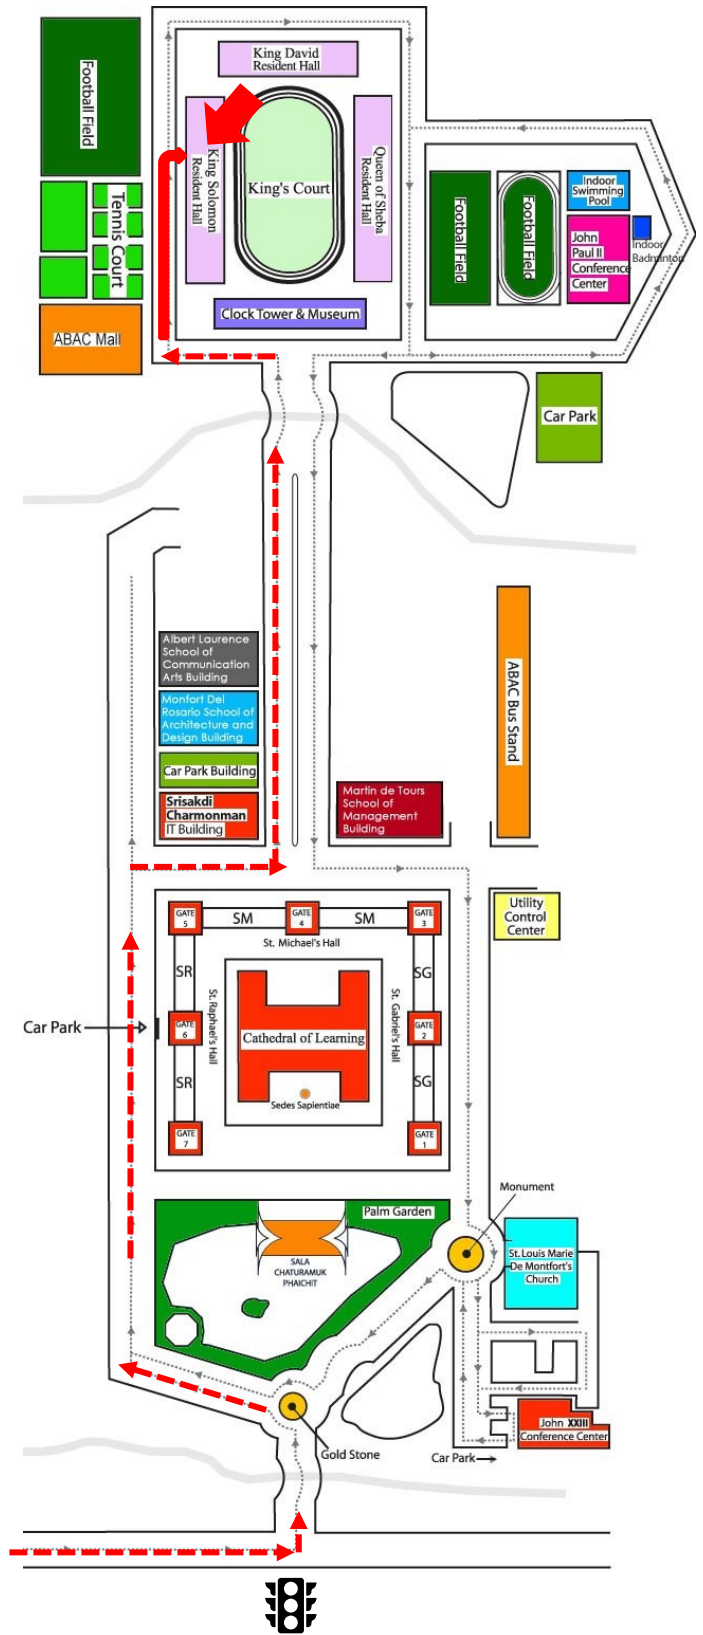 King David
Resident Hall
Football Field
King Solomon
Resident Hall
King's Court
Queen of Sheba
Resident Hall
Football Field
Football Field
Indoor
Swimming
Pool
John
Paul II
Conference
Center
Indoor
Badminton
Tennis Court
Clock Tower & Museum
ABAC Mall
Car Park
Albert Laurence
School of
Communication
Arts Building
Monfort Del
Rosario School of
Architecture and
Design Building
Car Park Building
Srisakdi
Charmonman
IT Building
Martin de Tours
School of
Management
Building
ABAC Bus Stand
Utility
Control
Center
GATE
5
SM
GATE
4
SM
GATE
3
St. Michael's Hall
SR
St. Raphael's Hall
St. Gabriel's Hall
SG
Car Park
GATE
6
Cathedral of Learning
GATE
2
SR
SG
Sedes Sapientiae
GATE
7
GATE
1
Monument
Palm Garden
SALA
CHATURAMUK
PHAICHIT
St. Louis Marie
De Montfort's
Church
John XXIII
Conference Center
Gold Stone
Car Park